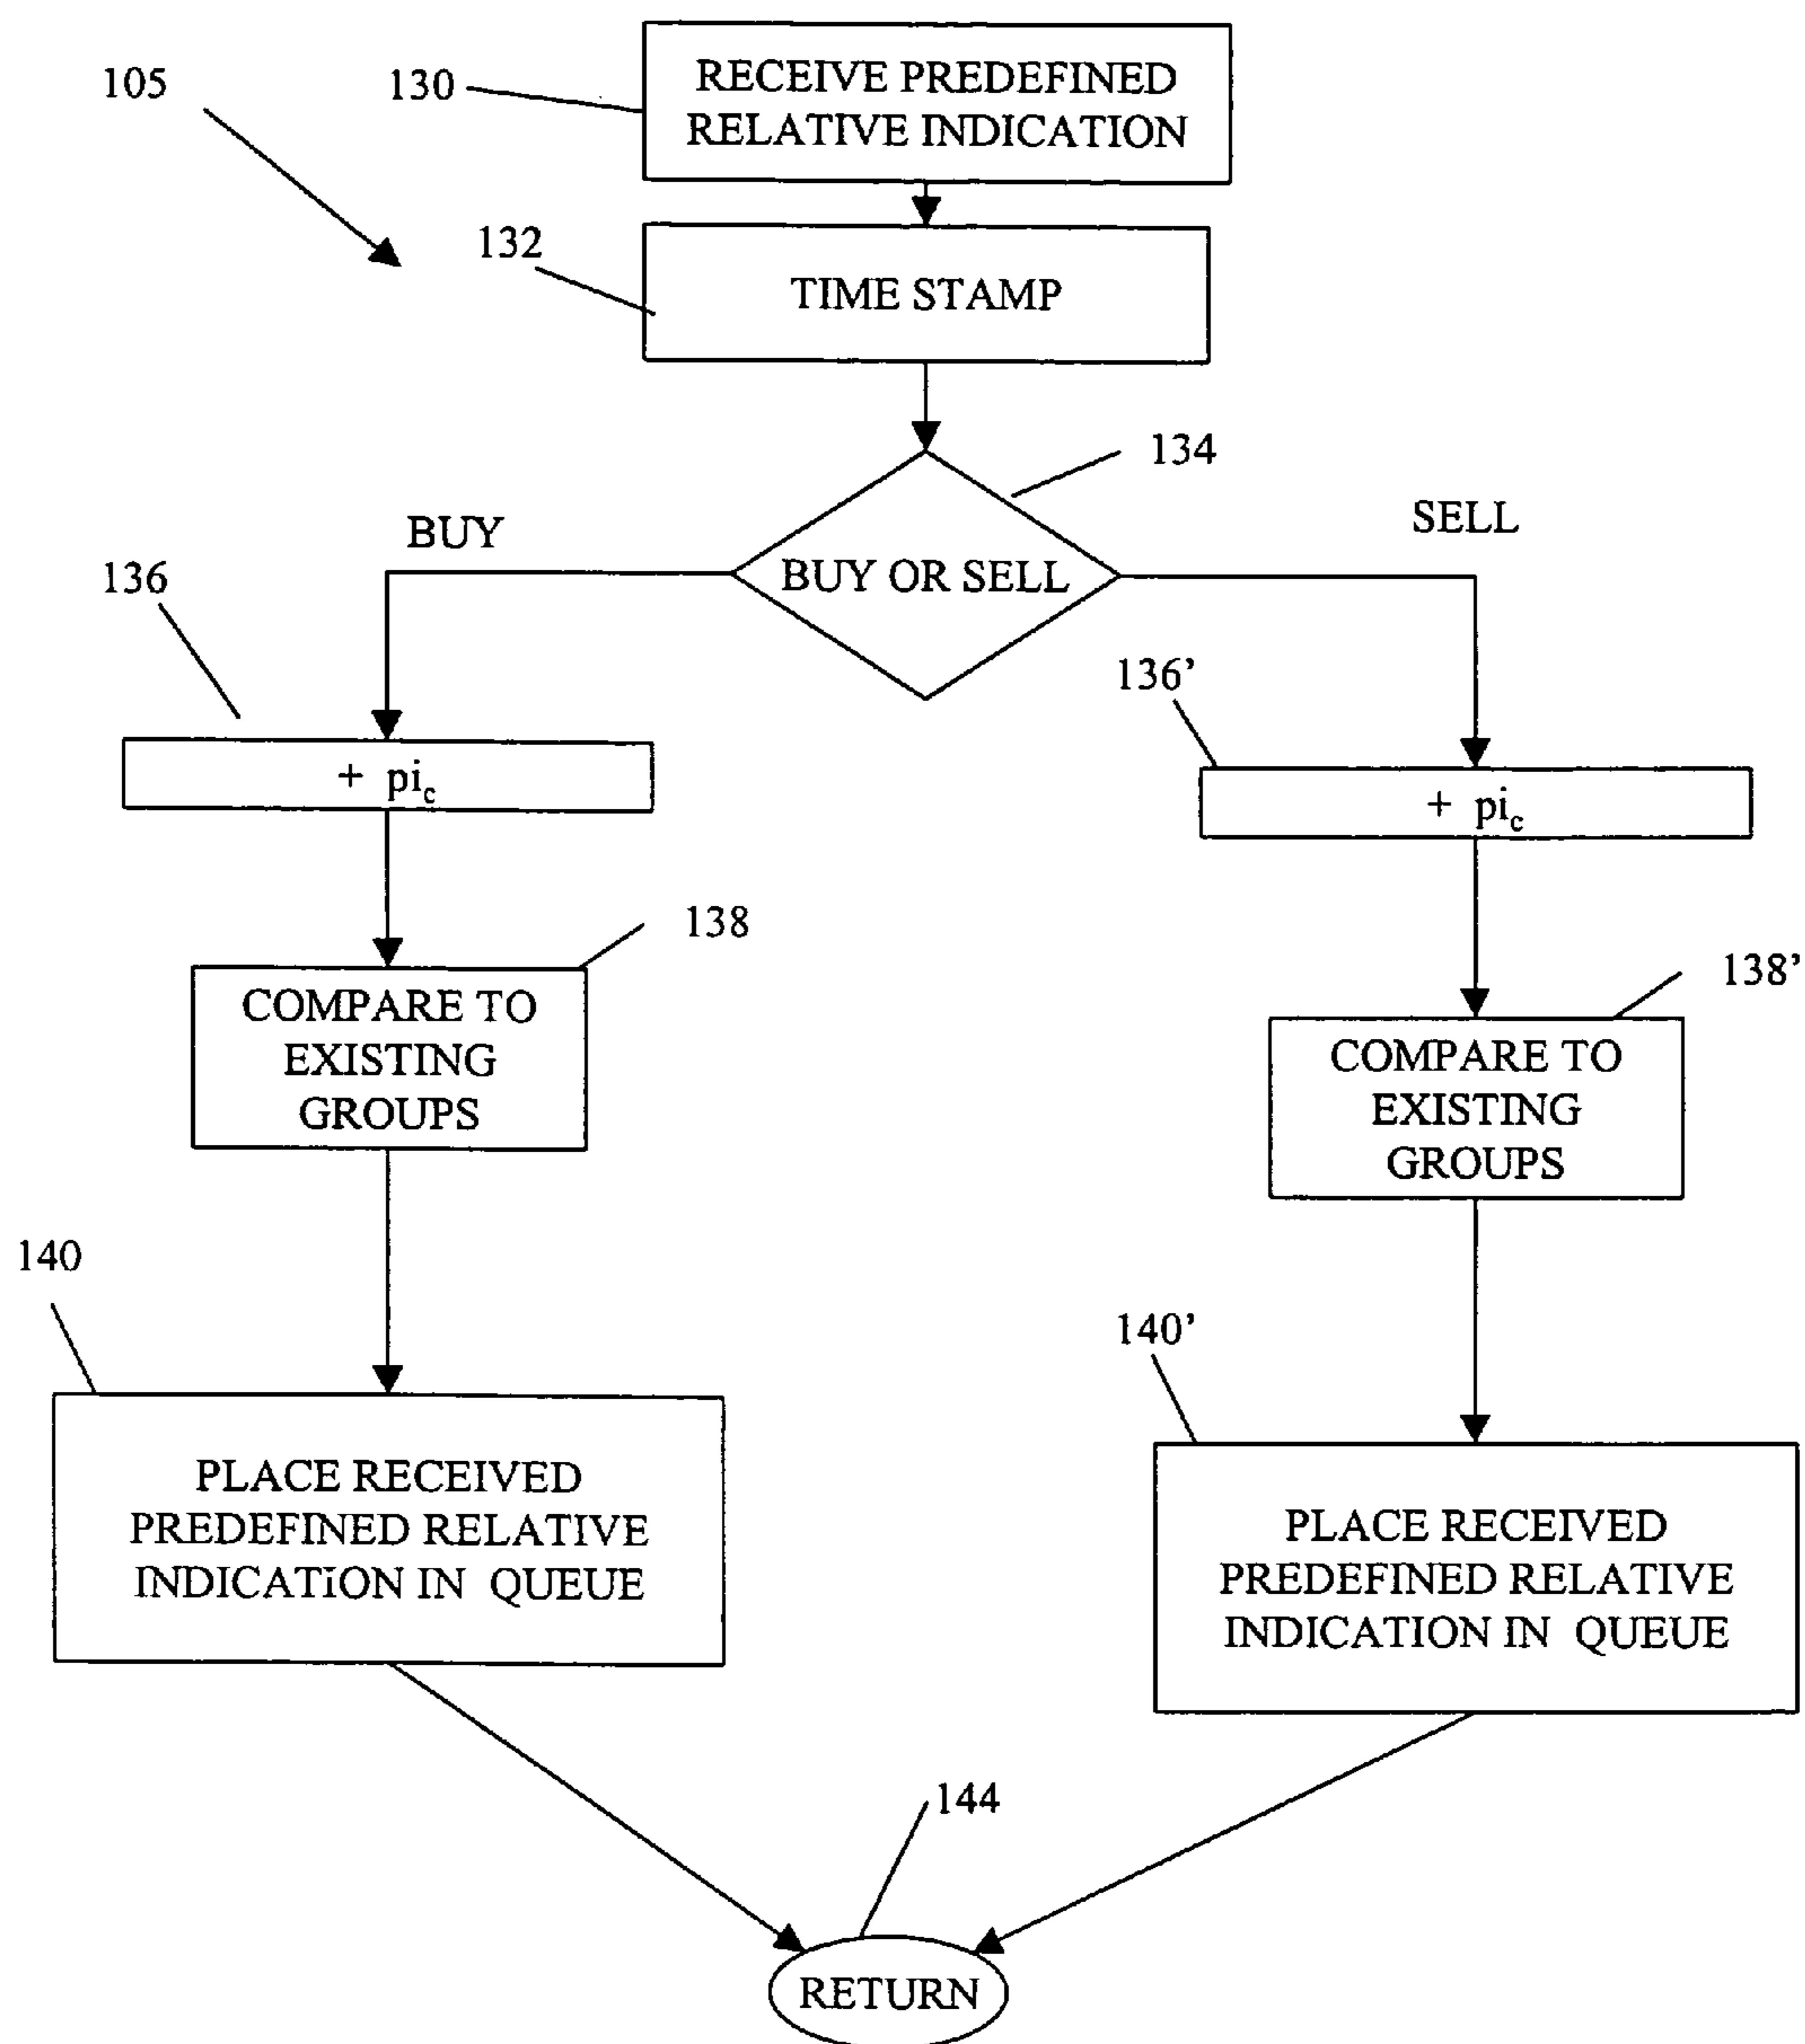 105
130
RECEIVE PREDEFINED
RELATIVE INDICATION
132
TIME STAMP
134
BUY
SELL
BUY OR SELL
136
136’
+ pic
+ pic
138
138’
COMPARE TO
EXISTING
GROUPS
COMPARE TO
EXISTING
GROUPS
140
140’
PLACE RECEIVED
PREDEFINED RELATIVE
INDICATiON IN QUEUE
PLACE RECEIVED
PREDEFINED RELATIVE
INDICATION IN QUEUE
144
RETURN